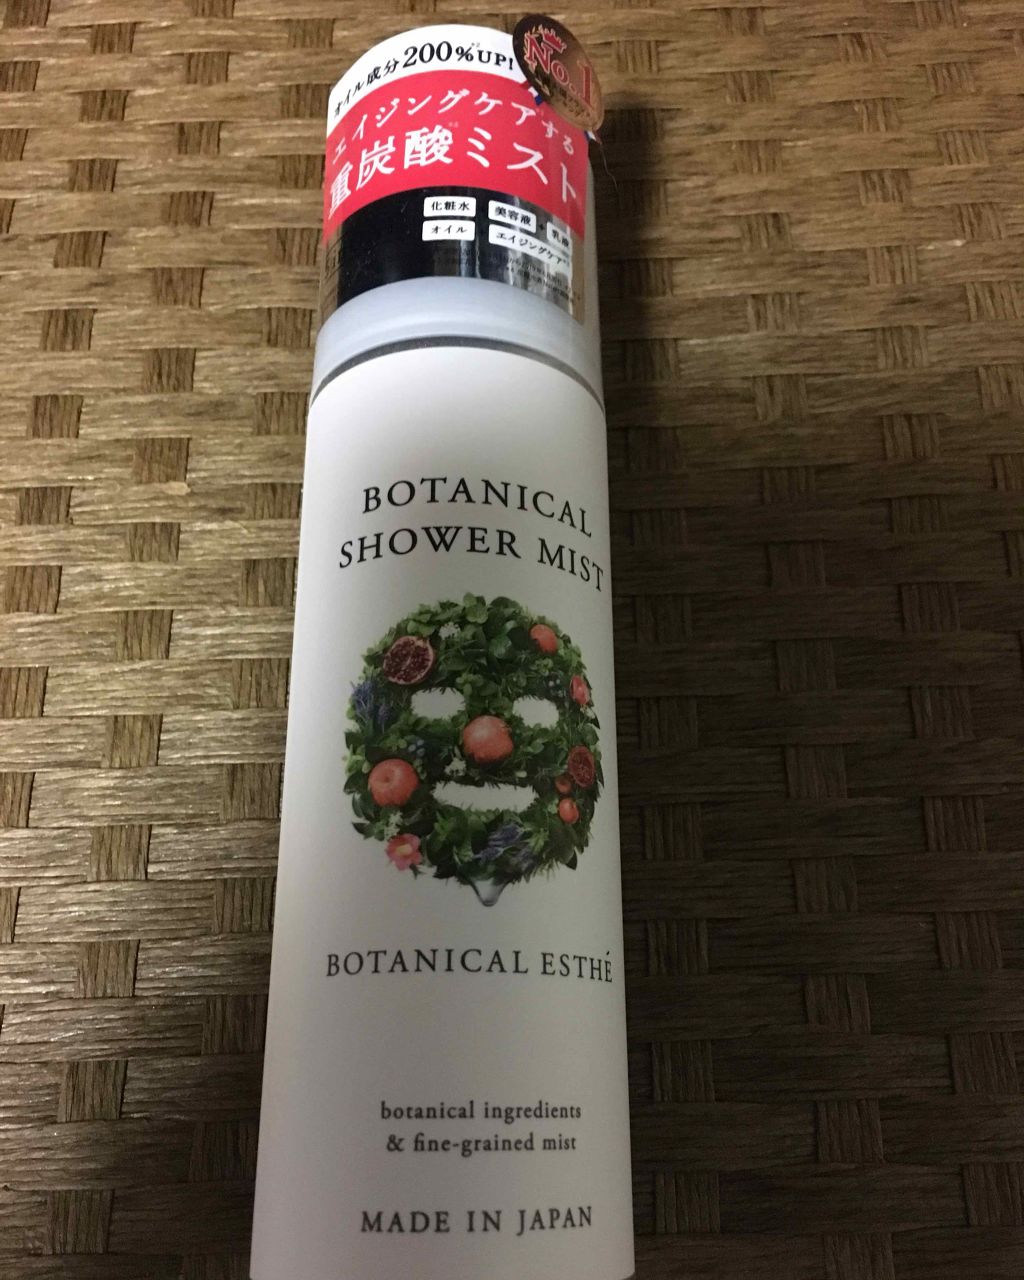 オイル成分200%UP!
No.1
エイジングケアする
重炭酸ミスト
化粧水 美容液 + 乳液
オイル エイジングケア
BOTANICAL
SHOWER MIST
BOTANICAL ESTHÉ
botanical ingredients
& fine-grained mist
MADE IN JAPAN